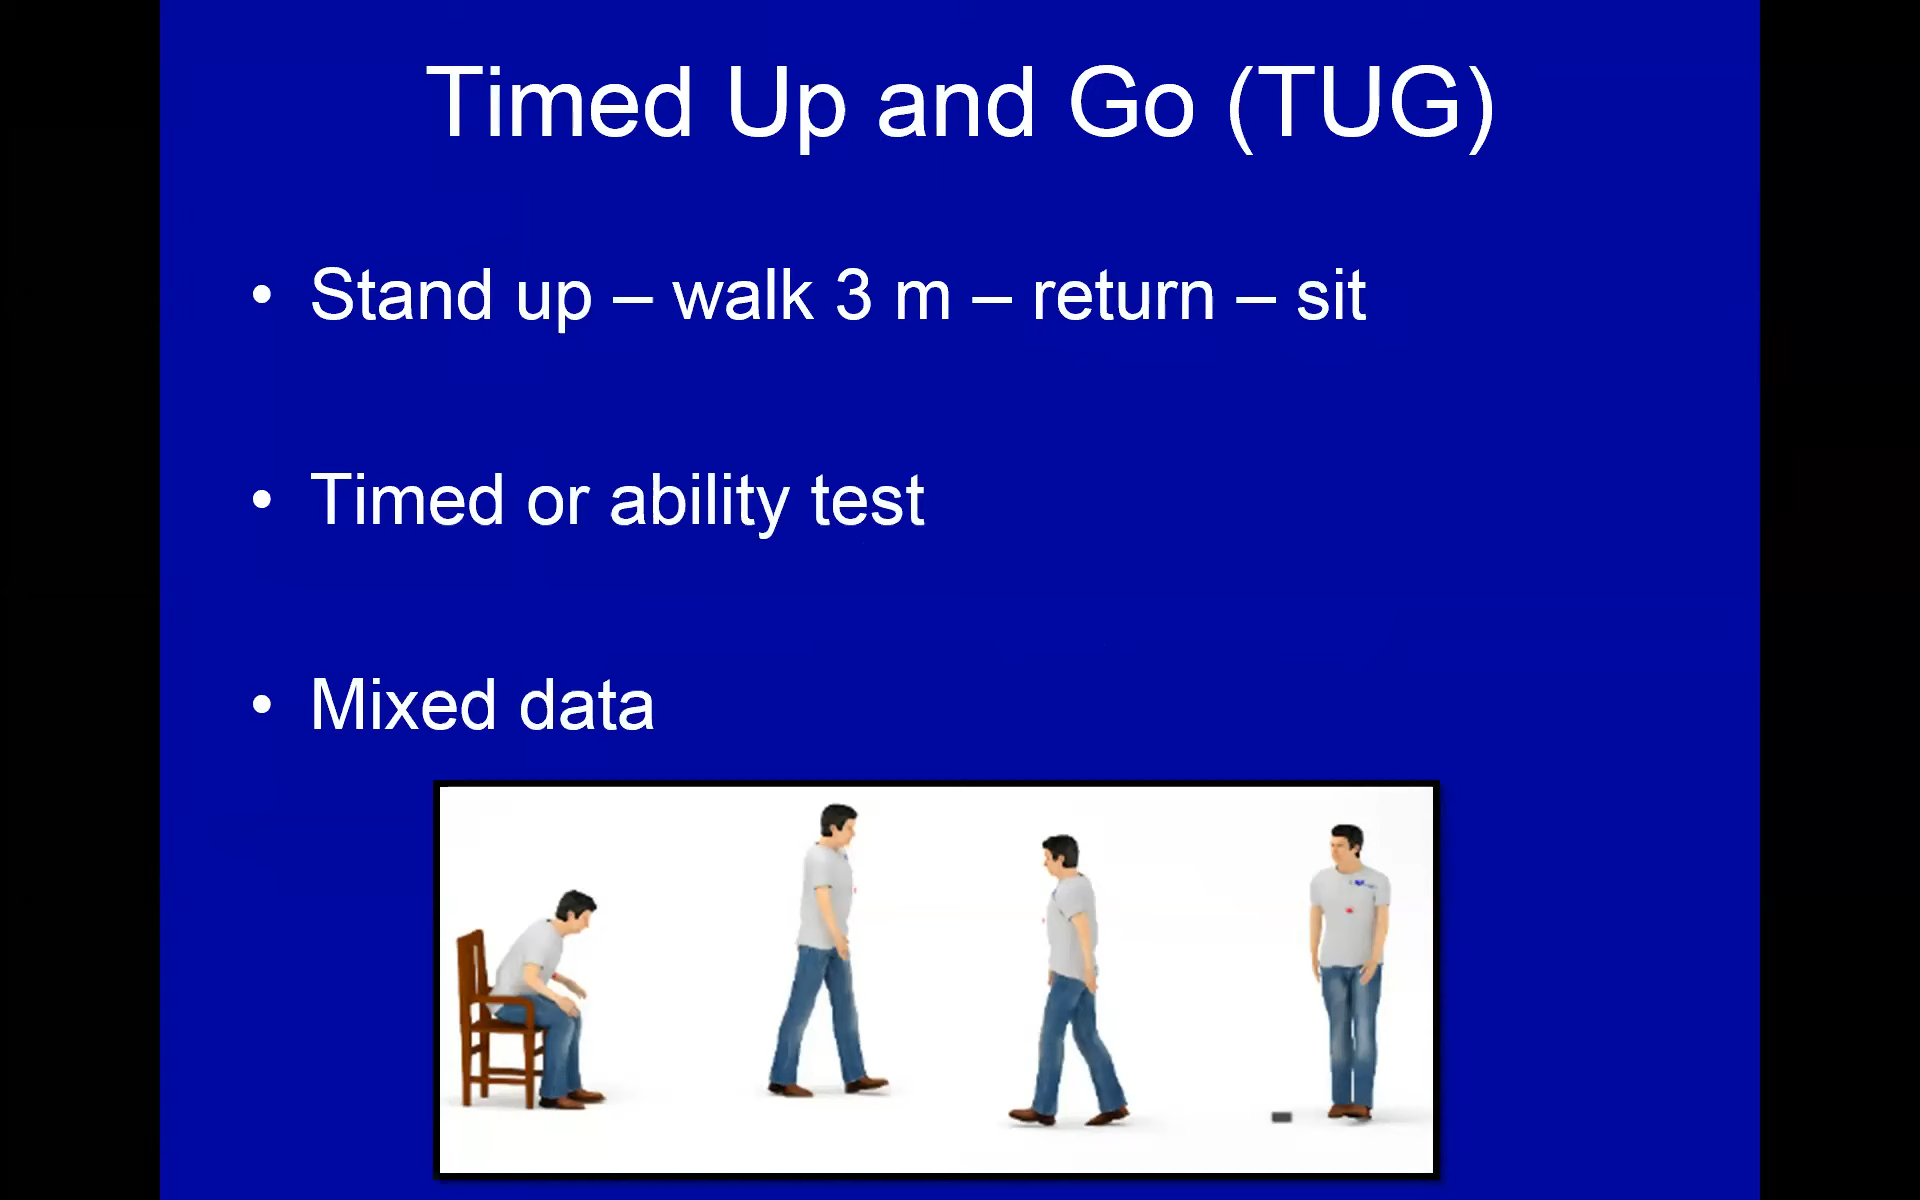 Timed Up and Go (TUG)
• Stand up – walk 3 m – return – sit
• Timed or ability test
• Mixed data